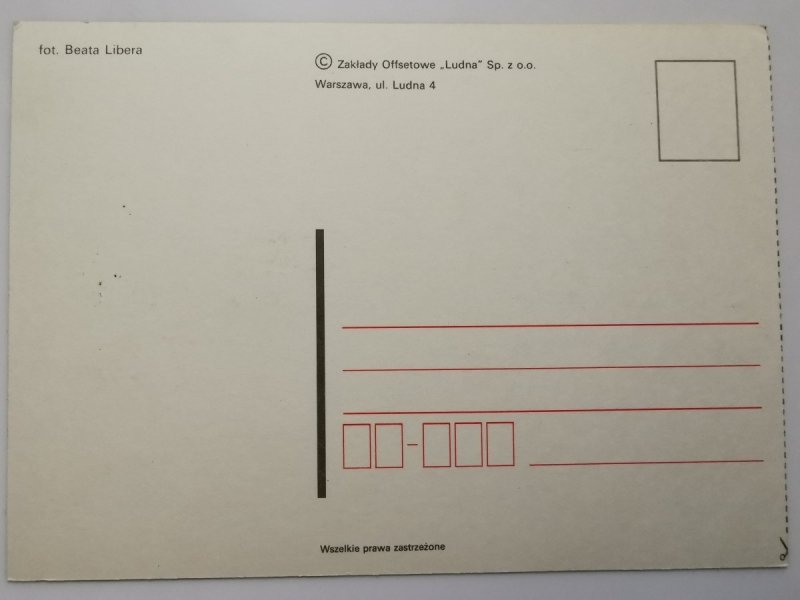 fot. Beata Libera
© Zakłady Offsetowe „Ludna” Sp. z o.o.
Warszawa, ul. Ludna 4
Wszelkie prawa zastrzeżone